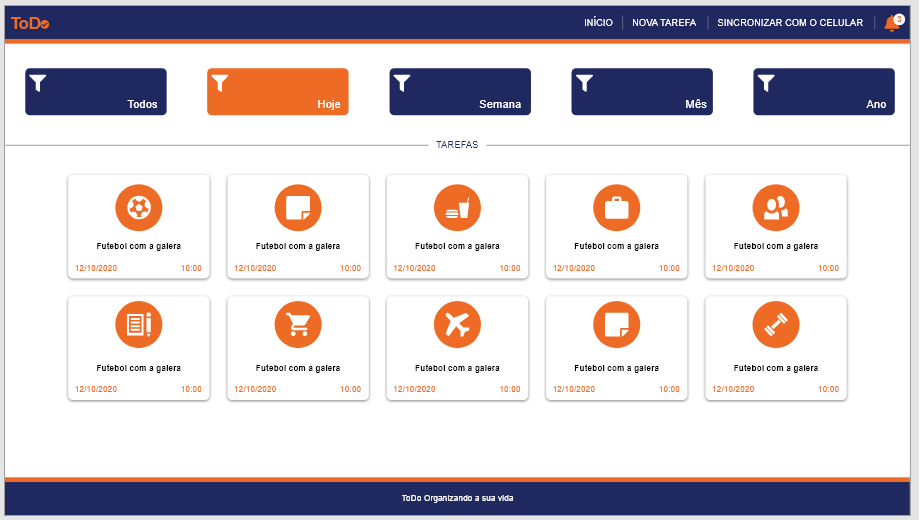 ToDo
INÍCIO
NOVA TAREFA
SINCRONIZAR COM O CELULAR
3
Todos
Hoje
Semana
Mês
Ano
TAREFAS
Futebol com a galera
12/10/2020 10:00
Futebol com a galera
12/10/2020 10:00
Futebol com a galera
12/10/2020 10:00
Futebol com a galera
12/10/2020 10:00
Futebol com a galera
12/10/2020 10:00
Futebol com a galera
12/10/2020 10:00
Futebol com a galera
12/10/2020 10:00
Futebol com a galera
12/10/2020 10:00
Futebol com a galera
12/10/2020 10:00
Futebol com a galera
12/10/2020 10:00
ToDo Organizando a sua vida